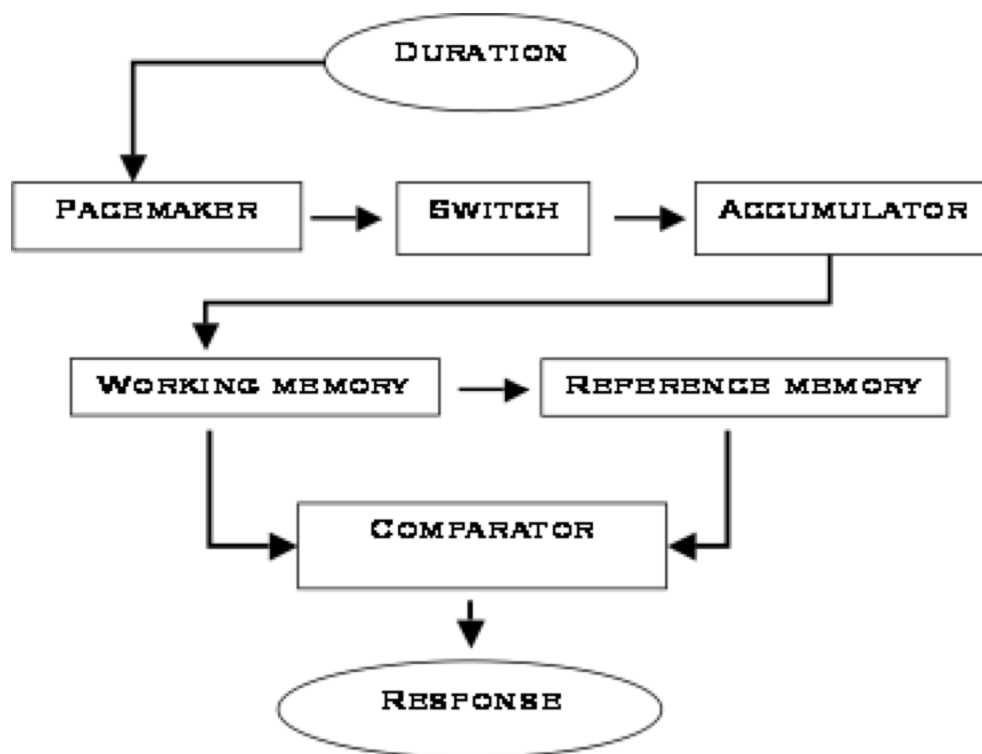 DURATION
PACEMAKER
SWITCH
ACCUMULATOR
WORKING MEMORY
REFERENCE MEMORY
COMPARATOR
RESPONSE